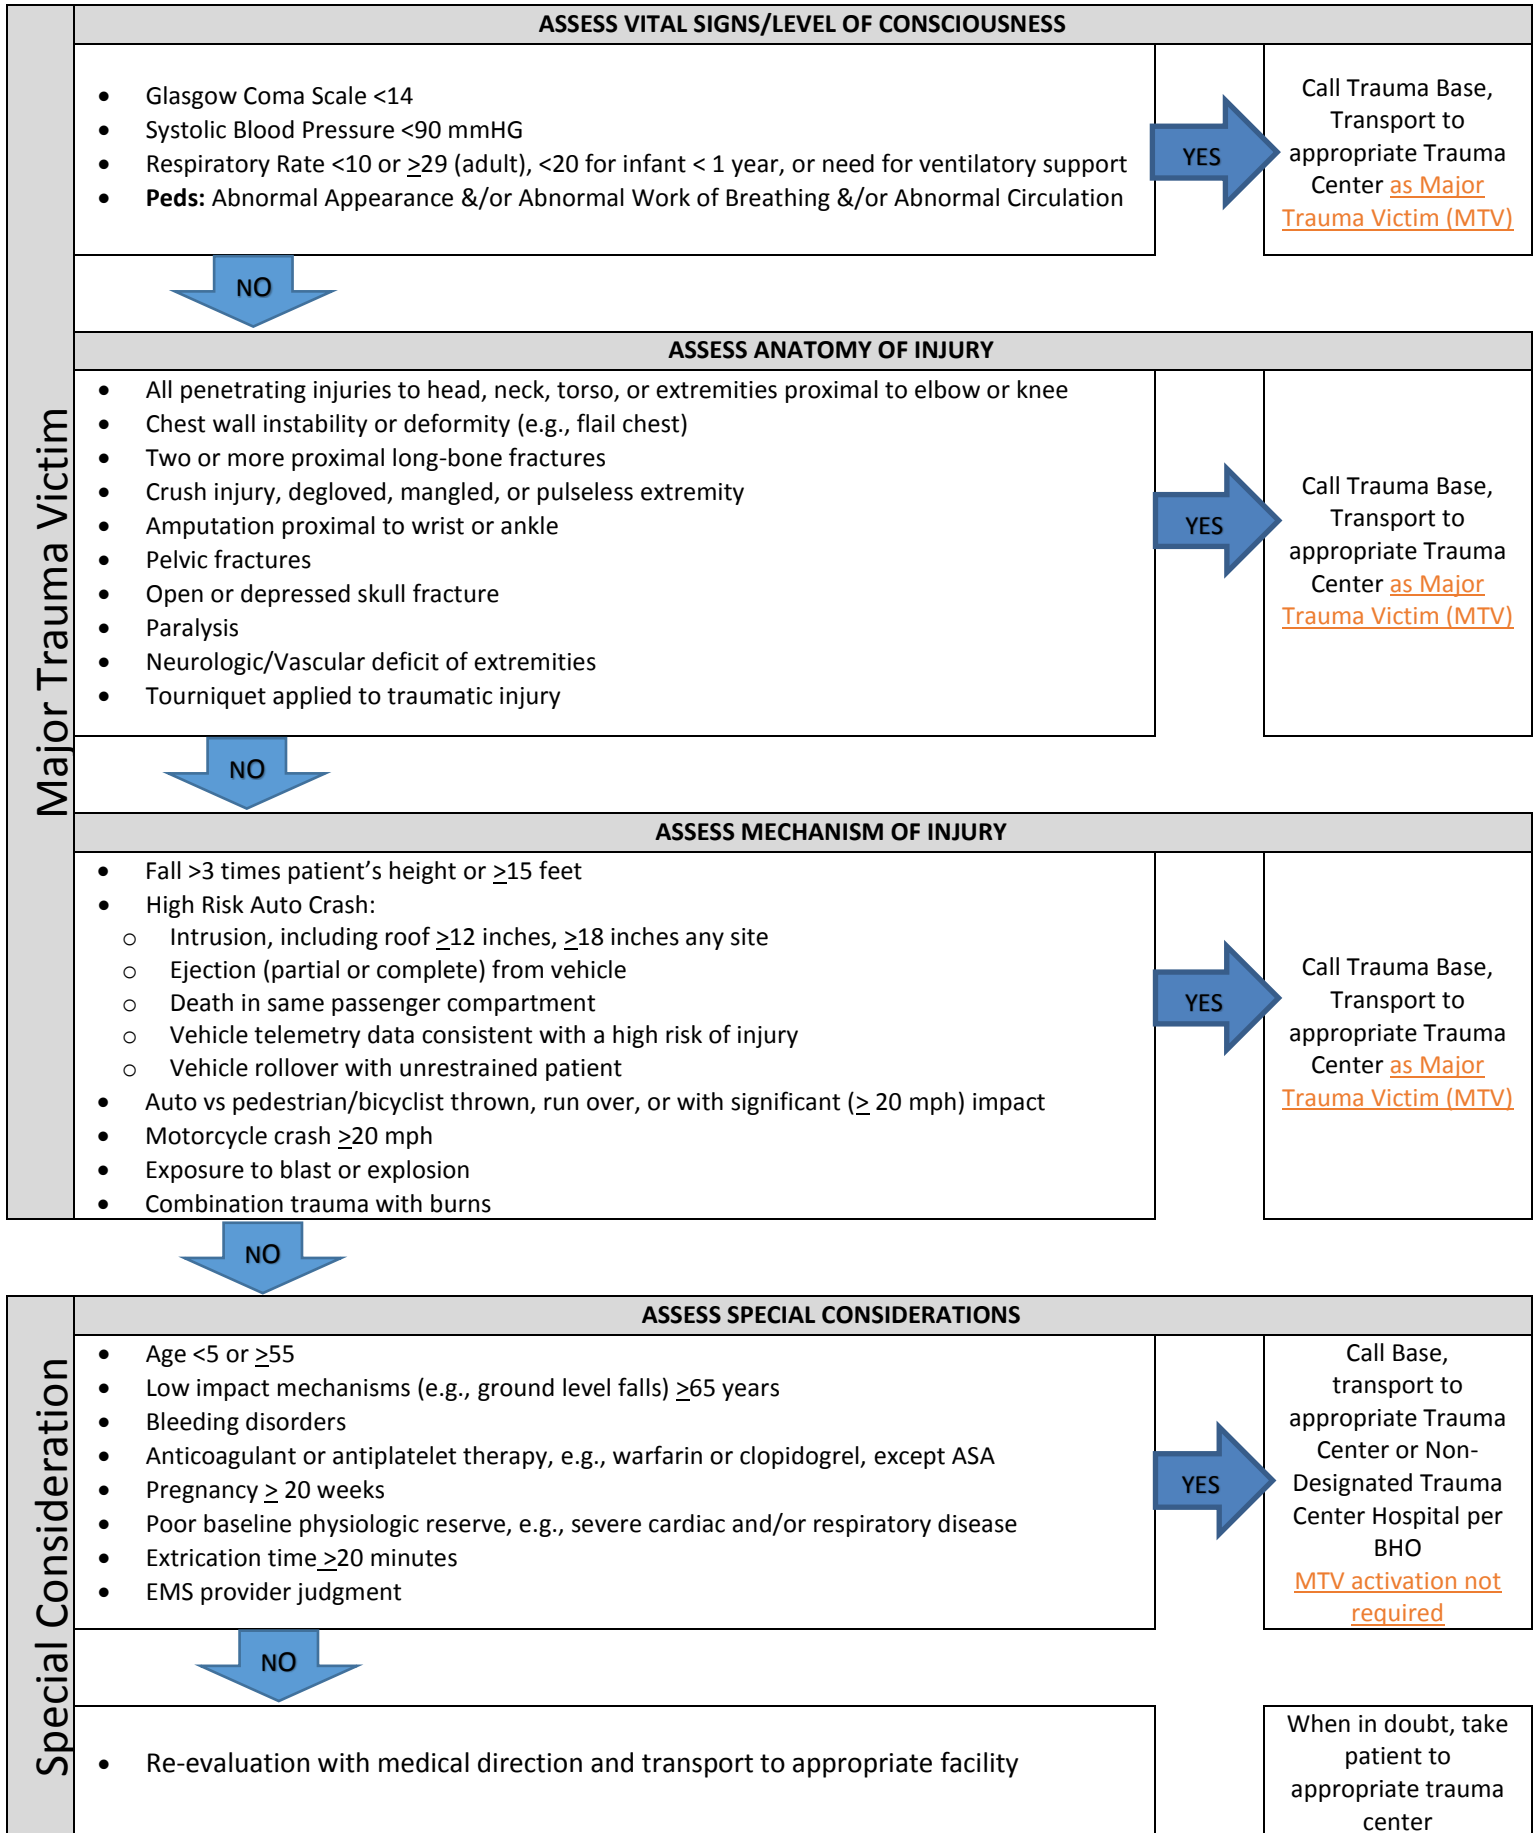 Major Trauma Victim
ASSESS VITAL SIGNS/LEVEL OF CONSCIOUSNESS
• Glasgow Coma Scale <14
• Systolic Blood Pressure <90 mmHG
• Respiratory Rate <10 or ≥29 (adult), <20 for infant < 1 year, or need for ventilatory support
• Peds: Abnormal Appearance &/or Abnormal Work of Breathing &/or Abnormal Circulation
YES
Call Trauma Base,
Transport to
appropriate Trauma
Center as Major
Trauma Victim (MTV)
NO
ASSESS ANATOMY OF INJURY
• All penetrating injuries to head, neck, torso, or extremities proximal to elbow or knee
• Chest wall instability or deformity (e.g., flail chest)
• Two or more proximal long-bone fractures
• Crush injury, degloved, mangled, or pulseless extremity
• Amputation proximal to wrist or ankle
• Pelvic fractures
• Open or depressed skull fracture
• Paralysis
• Neurologic/Vascular deficit of extremities
• Tourniquet applied to traumatic injury
YES
Call Trauma Base,
Transport to
appropriate Trauma
Center as Major
Trauma Victim (MTV)
NO
ASSESS MECHANISM OF INJURY
• Fall >3 times patient’s height or ≥15 feet
• High Risk Auto Crash:
o Intrusion, including roof ≥12 inches, ≥18 inches any site
o Ejection (partial or complete) from vehicle
o Death in same passenger compartment
o Vehicle telemetry data consistent with a high risk of injury
o Vehicle rollover with unrestrained patient
• Auto vs pedestrian/bicyclist thrown, run over, or with significant (≥ 20 mph) impact
• Motorcycle crash ≥20 mph
• Exposure to blast or explosion
• Combination trauma with burns
YES
Call Trauma Base,
Transport to
appropriate Trauma
Center as Major
Trauma Victim (MTV)
NO
Special Consideration
ASSESS SPECIAL CONSIDERATIONS
• Age <5 or ≥55
• Low impact mechanisms (e.g., ground level falls) ≥65 years
• Bleeding disorders
• Anticoagulant or antiplatelet therapy, e.g., warfarin or clopidogrel, except ASA
• Pregnancy ≥ 20 weeks
• Poor baseline physiologic reserve, e.g., severe cardiac and/or respiratory disease
• Extrication time ≥20 minutes
• EMS provider judgment
YES
Call Base,
transport to
appropriate Trauma
Center or Non-
Designated Trauma
Center Hospital per
BHO
MTV activation not
required
NO
• Re-evaluation with medical direction and transport to appropriate facility
When in doubt, take
patient to
appropriate trauma
center